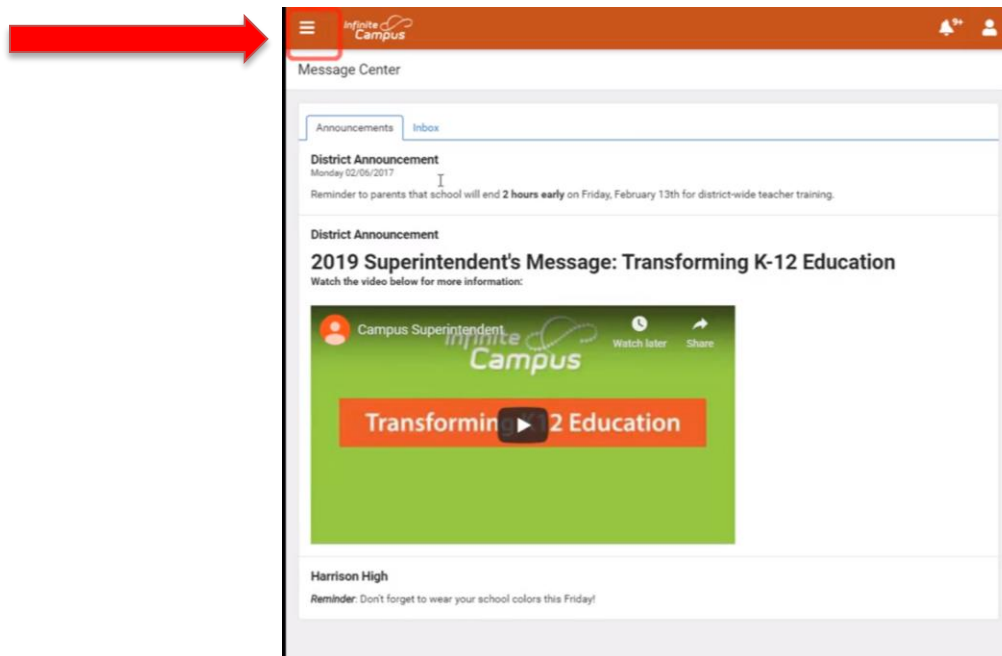 Infinite
Campus
9+
Message Center
Announcements Inbox
District Announcement
Monday 02/06/2017
Reminder to parents that school will end 2 hours early on Friday, February 13th for district-wide teacher training.
District Announcement
2019 Superintendent's Message: Transforming K-12 Education
Watch the video below for more information:
Campus Superintendent
Infinite
Campus
Watch later Share
Transforming K12 Education
Harrison High
Reminder: Don't forget to wear your school colors this Friday!